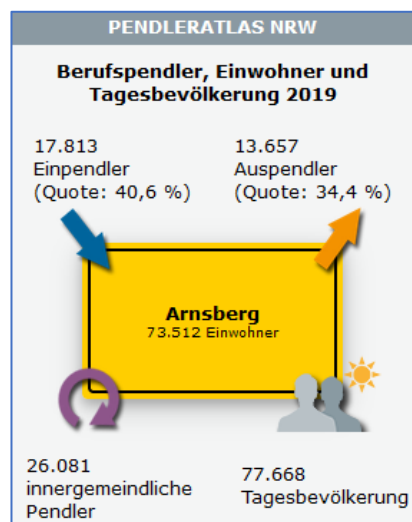 PENDLERATLAS NRW
Berufspendler, Einwohner und
Tagesbevölkerung 2019
17.813
Einpendler
(Quote: 40,6 %)
13.657
Auspendler
(Quote: 34,4 %)
Arnsberg
73.512 Einwohner
26.081
innergemeindliche
Pendler
77.668
Tagesbevölkerung